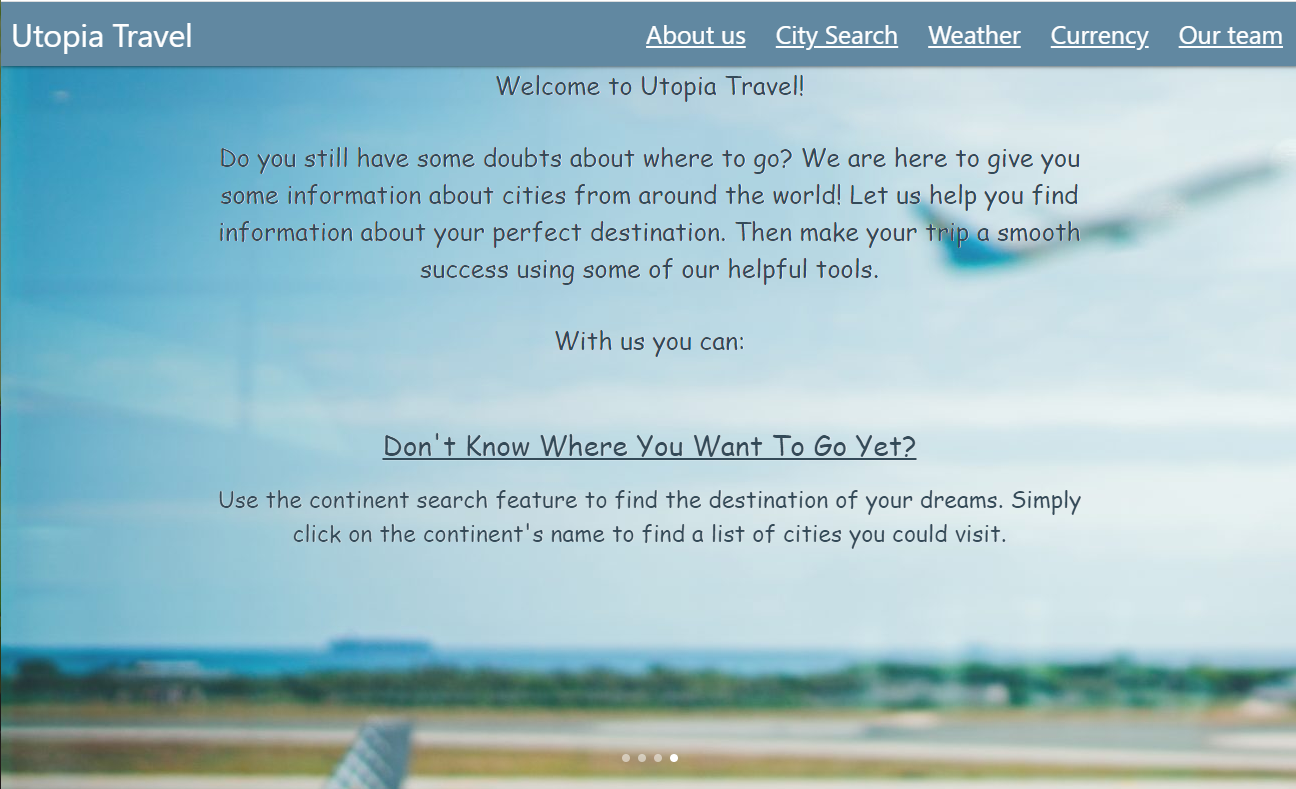 Utopia Travel
About us City Search Weather Currency Our team
Welcome to Utopia Travel!
Do you still have some doubts about where to go? We are here to give you
some information about cities from around the world! Let us help you find
information about your perfect destination. Then make your trip a smooth
success using some of our helpful tools.
With us you can:
Don't Know Where You Want To Go Yet?
Use the continent search feature to find the destination of your dreams. Simply
click on the continent's name to find a list of cities you could visit.